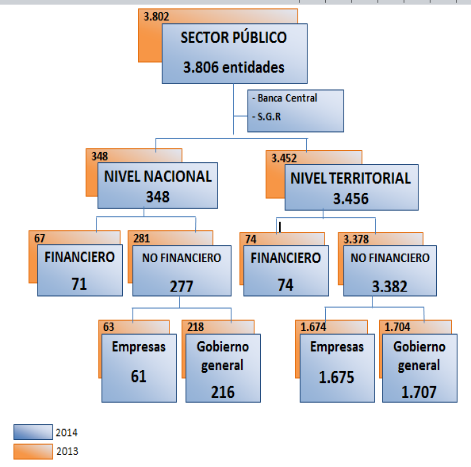 3.802
SECTOR PÚBLICO
3.806 entidades
- Banca Central
- S.G.R
348
NIVEL NACIONAL
348
3.452
NIVEL TERRITORIAL
3.456
67
FINANCIERO
71
281
NO FINANCIERO
277
74
FINANCIERO
74
3.378
NO FINANCIERO
3.382
63
Empresas
61
218
Gobierno
general
216
1.674
Empresas
1.675
1.704
Gobierno
general
1.707
2014
2013